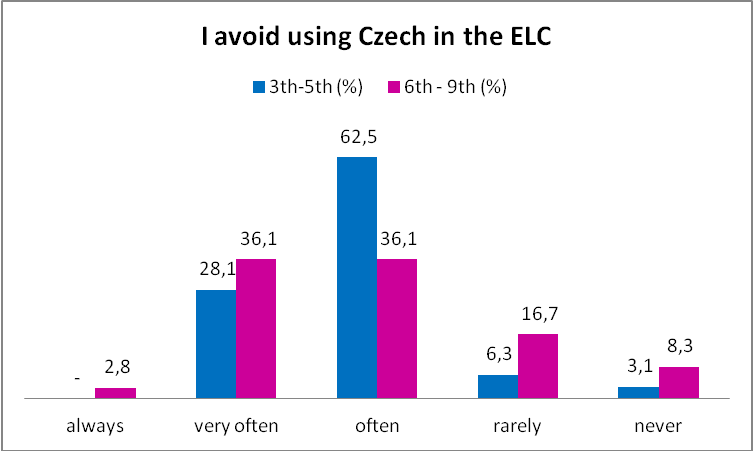 I avoid using Czech in the ELC
3th-5th (%) 6th - 9th (%)
62,5
36,1 36,1
28,1
16,7
6,3 8,3
- 2,8 3,1
always very often often rarely never